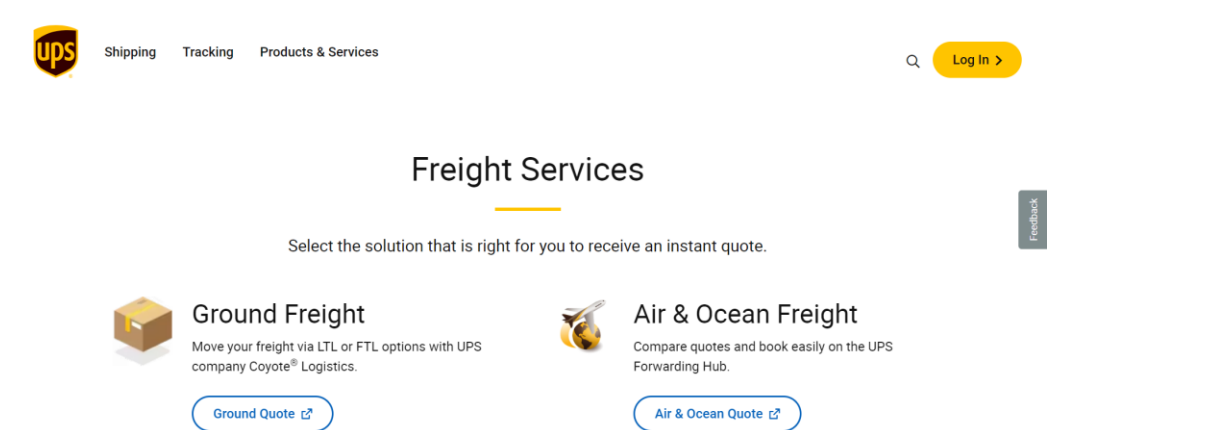 ups
Shipping Tracking Products & Services
Log In
Freight Services
Feedback
Select the solution that is right for you to receive an instant quote.
Ground Freight
Move your freight via LTL or FTL options with UPS
company Coyote® Logistics.
Ground Quote
Air & Ocean Freight
Compare quotes and book easily on the UPS
Forwarding Hub.
Air & Ocean Quote